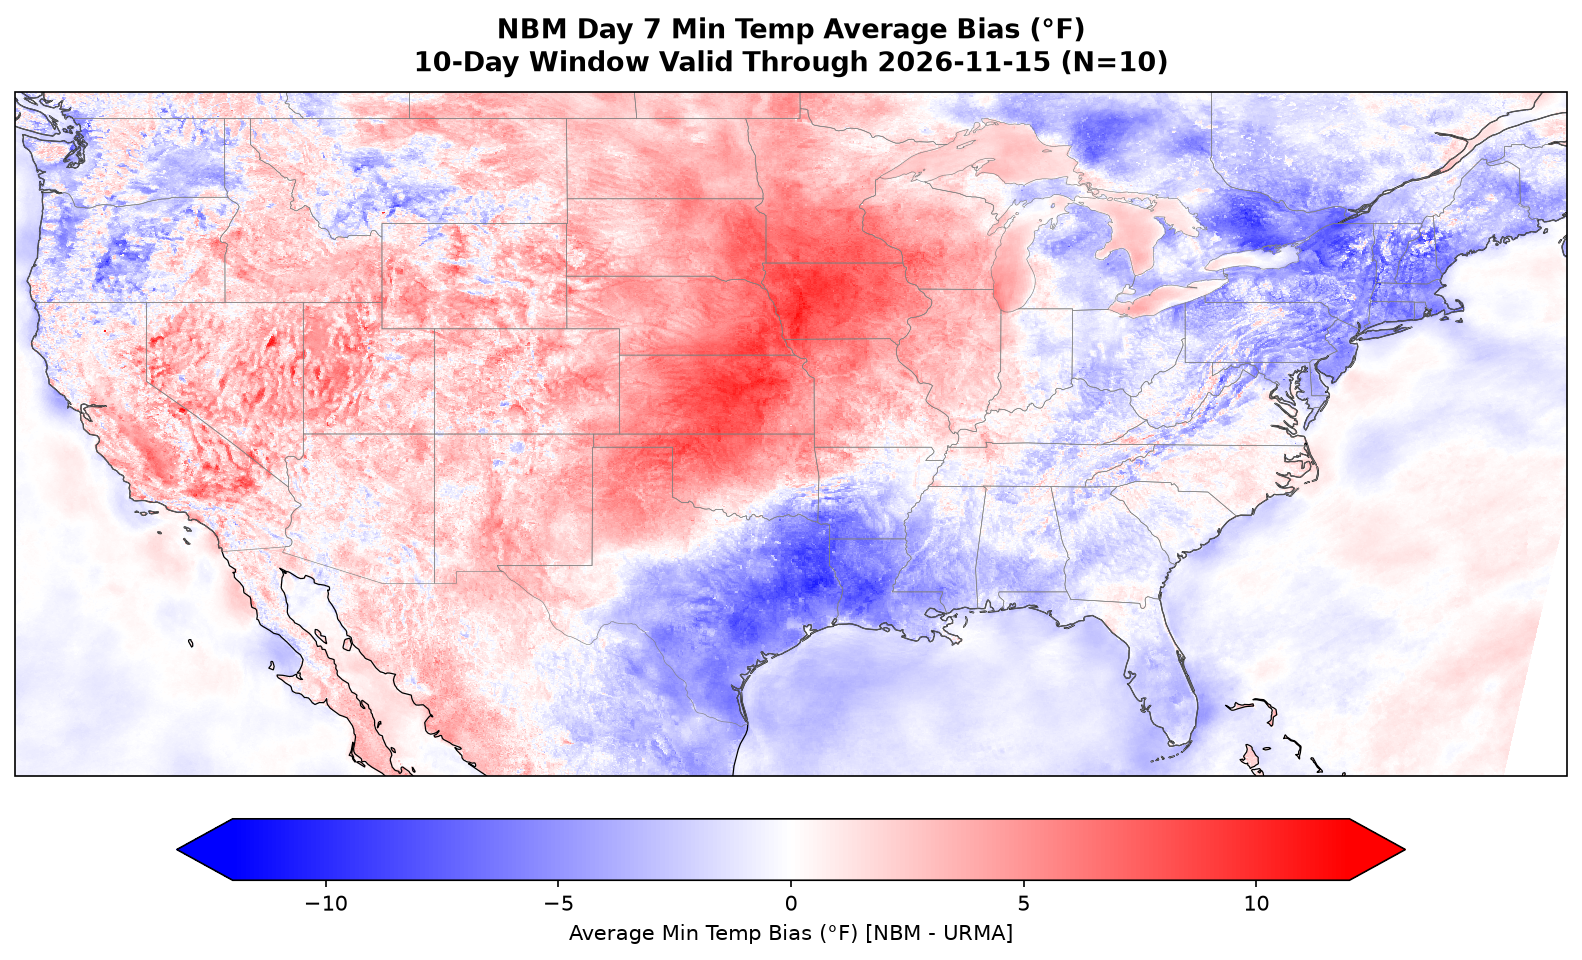 NBM Day 7 Min Temp Average Bias (°F)
10-Day Window Valid Through 2026-11-15 (N=10)
−10 −5 0 5 10
Average Min Temp Bias (°F) [NBM - URMA]